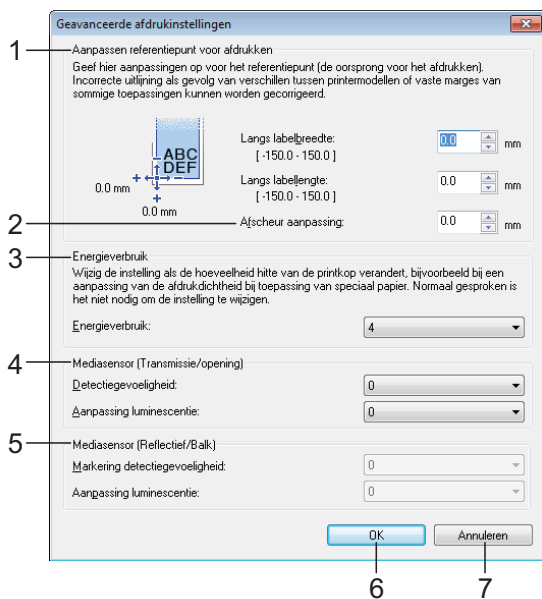 Geavanceerde afdrukinstellingen
1
Aanpassen referentiepunt voor afdrukken
Geef hier aanpassingen op voor het referentiepunt (de oorsprong voor het afdrukken).
Incorrecte uitlijning als gevolg van verschillen tussen printermodellen of vaste marges van
sommige toepassingen kunnen worden gecorrigeerd.
ABC
DEF
0.0 mm
0.0 mm
Langs labelbreedte:
[ -150.0 - 150.0 ]
0.0 mm
Langs labellengte:
[ -150.0 - 150.0 ]
0.0 mm
2
Afscheur aanpassing:
0.0 mm
3
Energieverbruik
Wijzig de instelling als de hoeveelheid hitte van de printkop verandert, bijvoorbeeld bij een
aanpassing van de afdrukdichtheid bij toepassing van speciaal papier. Normaal gesproken is
het niet nodig om de instelling te wijzigen.
Energieverbruik:
4
4
Mediasensor (Transmissie/opening)
Detectiegevoeligheid:
0
Aanpassing luminescentie:
0
5
Mediasensor (Reflectief/Balk)
Markering detectiegevoeligheid:
0
Aanpassing luminescentie:
0
OK
Annuleren
6
7